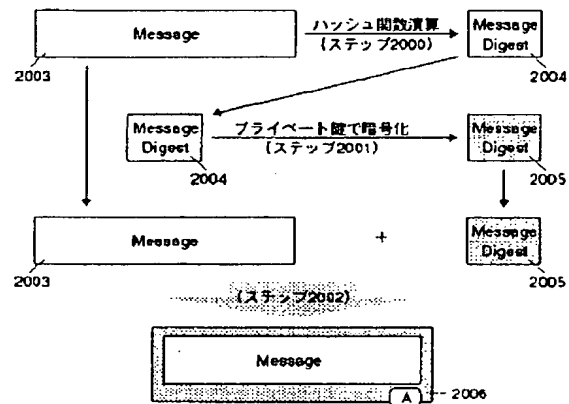 Message
ハッシュ関数演算
(ステップ2000)
Message
Digest
2003
2004
Message
Digest
プライベート鍵で暗号化
(ステップ2001)
Message
Digest
2004
2005
Message
+
Message
Digest
2003
2005
(ステップ2002)
Message
A
2006